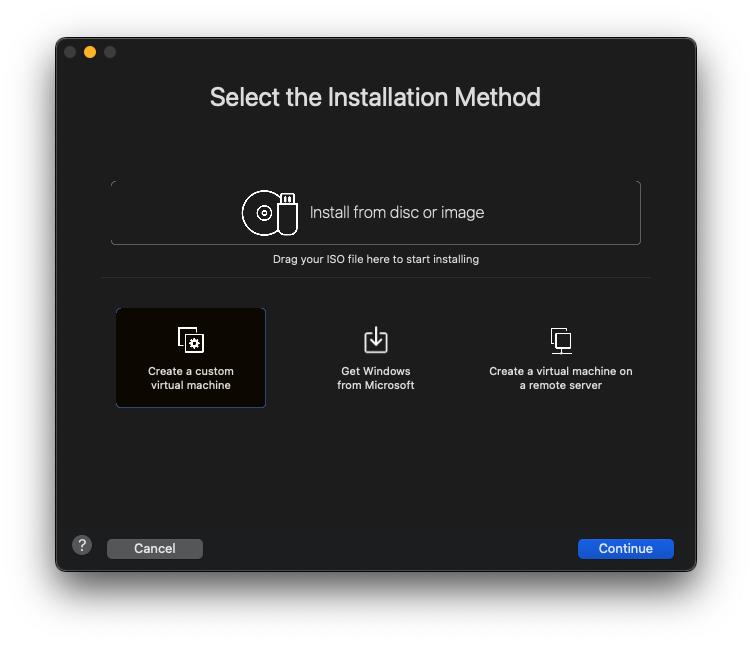 Select the Installation Method
Install from disc or image
Drag your ISO file here to start installing
Create a custom
virtual machine
Get Windows
from Microsoft
Create a virtual machine on
a remote server
?
Cancel
Continue